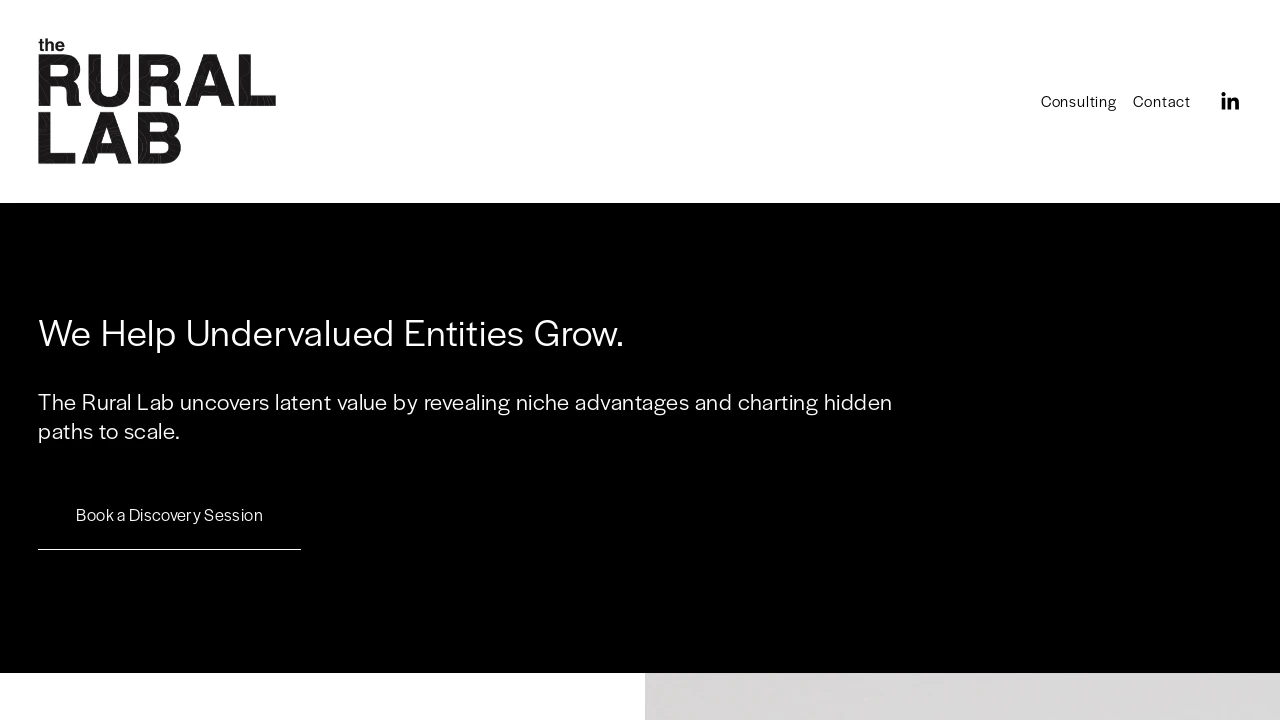 the
RURAL
LAB
Consulting Contact in
We Help Undervalued Entities Grow.
The Rural Lab uncovers latent value by revealing niche advantages and charting hidden
paths to scale.
Book a Discovery Session